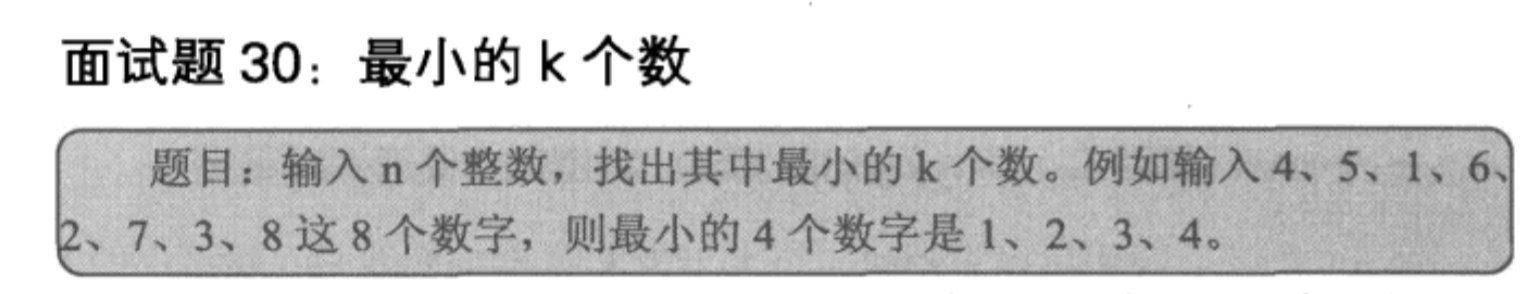 面试题 30：最小的 k 个数
题目：输入 n 个整数，找出其中最小的 k 个数。例如输入 4、5、1、6、
2、7、3、8 这 8 个数字，则最小的 4 个数字是 1、2、3、4。